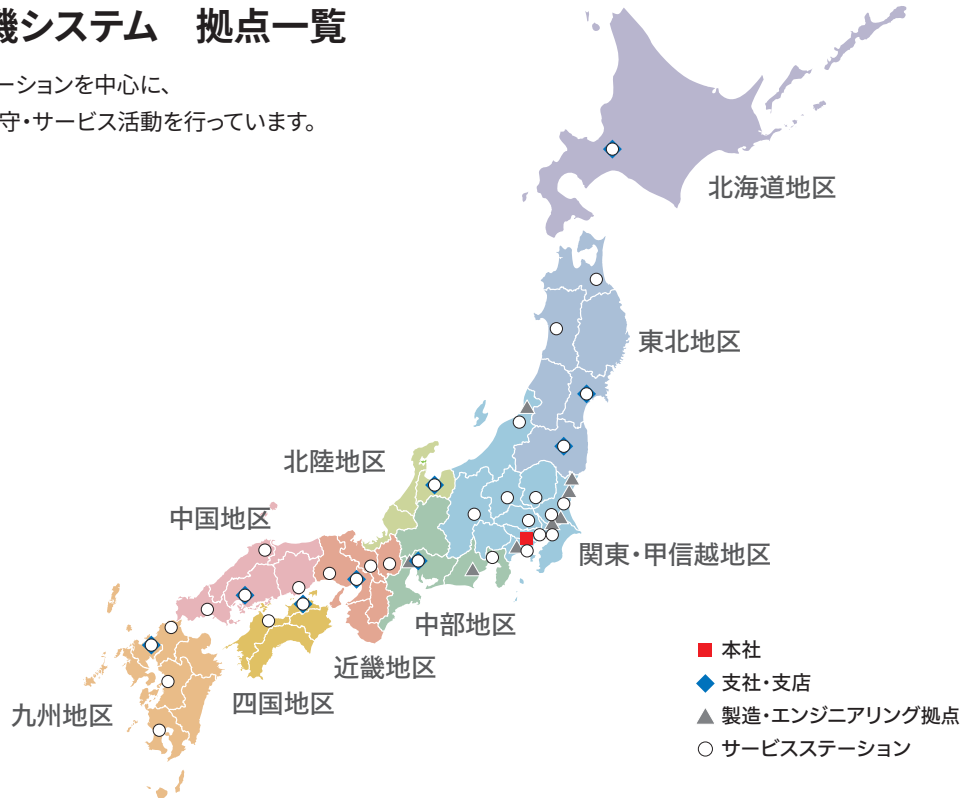 機システム 拠点一覧
ーションを中心に、
守・サービス活動を行っています。
北海道地区
東北地区
北陸地区
中国地区
関東・甲信越地区
中部地区
近畿地区
四国地区
九州地区
本社
支社・支店
製造・エンジニアリング拠点
サービスステーション